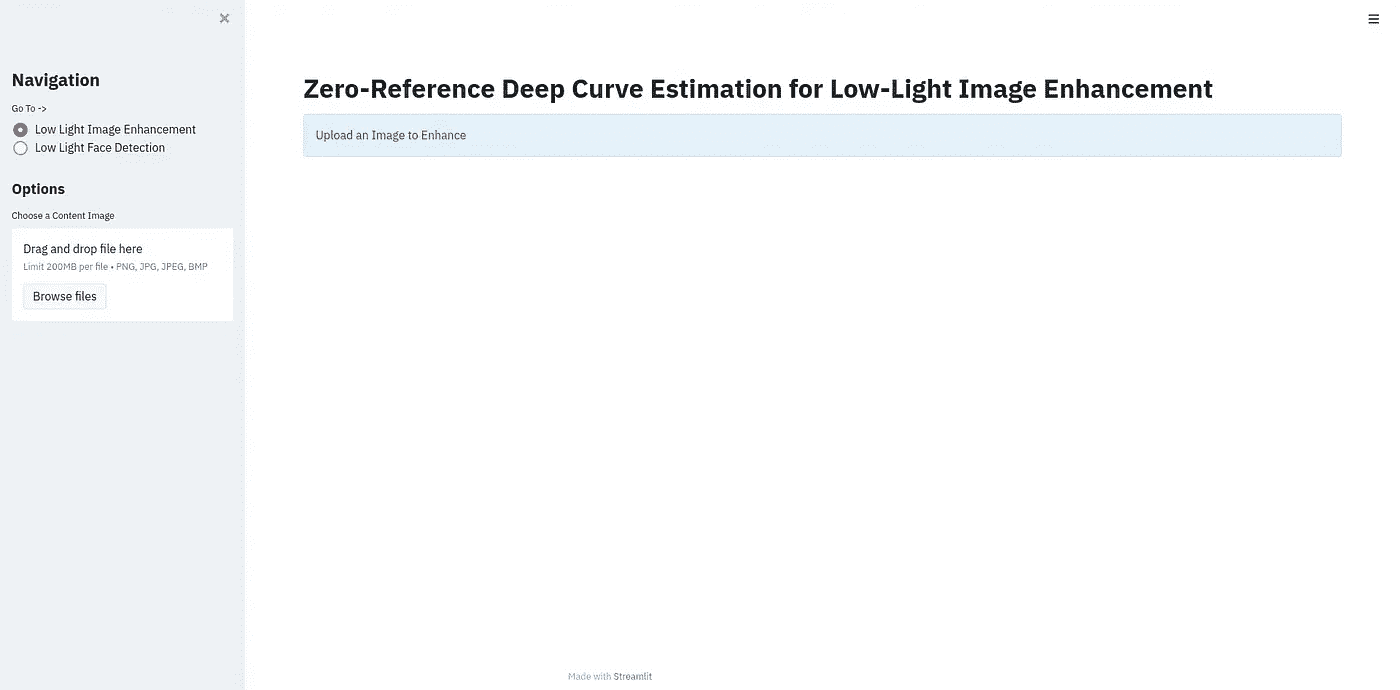 Navigation
Go To ->
Low Light Image Enhancement
Low Light Face Detection
Options
Choose a Content Image
Drag and drop file here
Limit 200MB per file • PNG, JPG, JPEG, BMP
Browse files
Zero-Reference Deep Curve Estimation for Low-Light Image Enhancement
Upload an Image to Enhance
Made with Streamlit